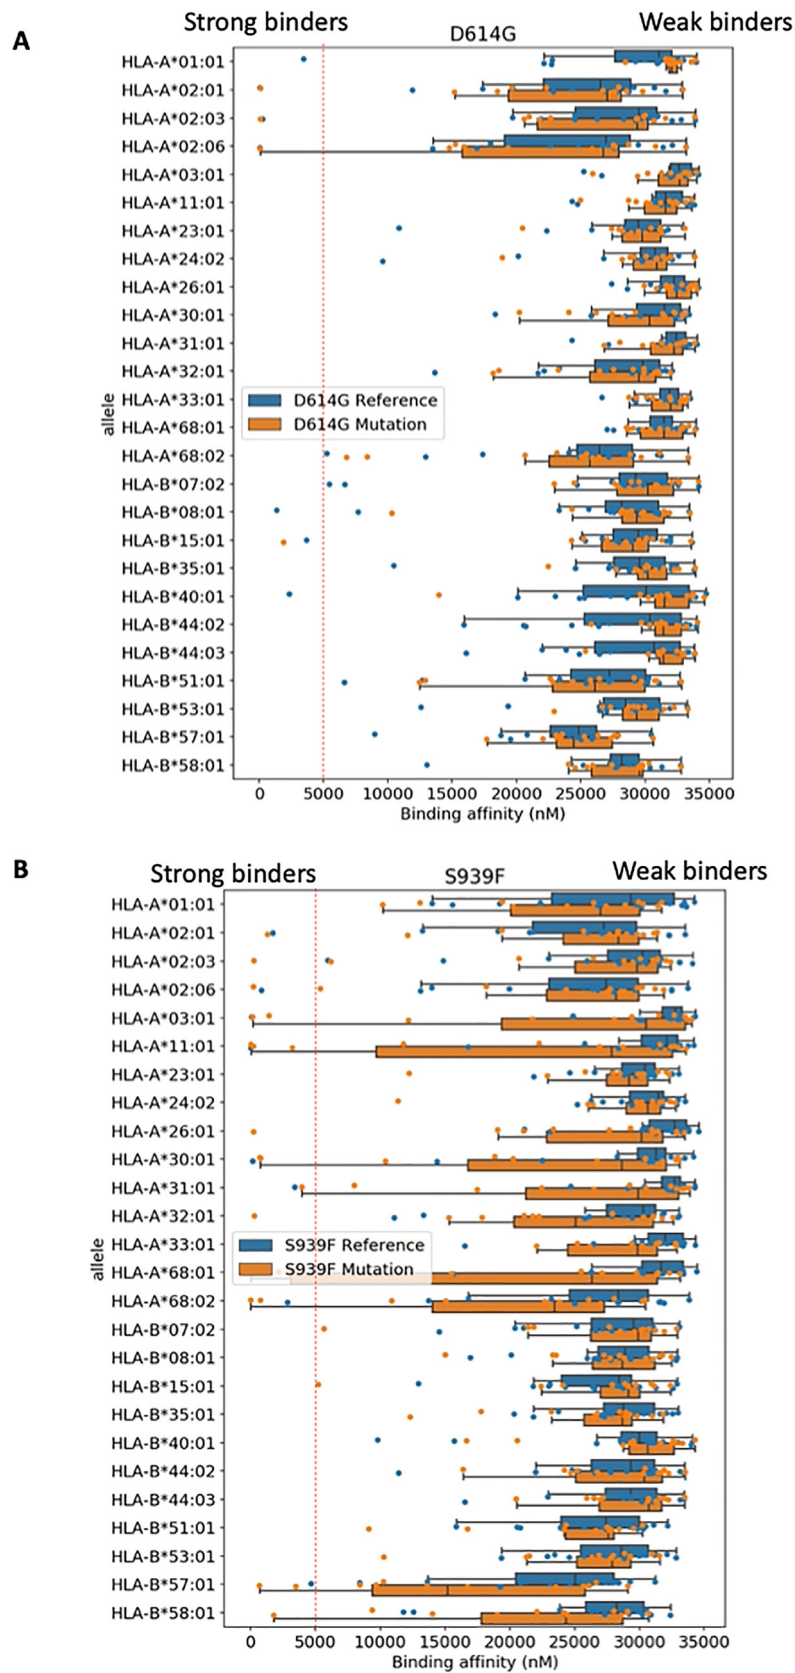 A
Strong binders
D614G
Weak binders
HLA-A*01:01
HLA-A*02:01
HLA-A*02:03
HLA-A*02:06
HLA-A*03:01
HLA-A*11:01
HLA-A*23:01
HLA-A*24:02
HLA-A*26:01
HLA-A*30:01
HLA-A*31:01
HLA-A*32:01
HLA-A*33:01
HLA-A*68:01
HLA-A*68:02
HLA-B*07:02
HLA-B*08:01
HLA-B*15:01
HLA-B*35:01
HLA-B*40:01
HLA-B*44:02
HLA-B*44:03
HLA-B*51:01
HLA-B*53:01
HLA-B*57:01
HLA-B*58:01
allele
D614G Reference
D614G Mutation
0 5000 10000 15000 20000 25000 30000 35000
Binding affinity (nM)
B
Strong binders
S939F
Weak binders
HLA-A*01:01
HLA-A*02:01
HLA-A*02:03
HLA-A*02:06
HLA-A*03:01
HLA-A*11:01
HLA-A*23:01
HLA-A*24:02
HLA-A*26:01
HLA-A*30:01
HLA-A*31:01
HLA-A*32:01
HLA-A*33:01
HLA-A*68:01
HLA-A*68:02
HLA-B*07:02
HLA-B*08:01
HLA-B*15:01
HLA-B*35:01
HLA-B*40:01
HLA-B*44:02
HLA-B*44:03
HLA-B*51:01
HLA-B*53:01
HLA-B*57:01
HLA-B*58:01
allele
S939F Reference
S939F Mutation
0 5000 10000 15000 20000 25000 30000 35000
Binding affinity (nM)